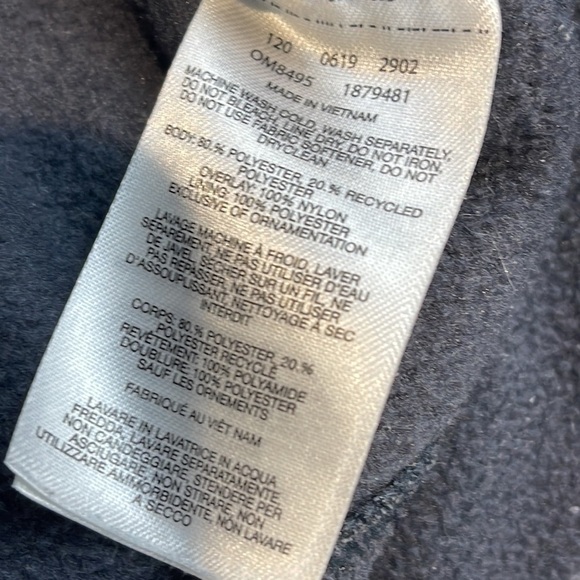 120 0619 2902
OM8495 1879481
MADE IN VIETNAM
MACHINE WASH COLD, WASH SEPARATELY,
DO NOT BLEACH, LINE DRY, DO NOT IRON,
DO NOT USE FABRIC SOFTENER, DO NOT
DRYCLEAN
BODY: 80.% POLYESTER, 20.% RECYCLED
POLYESTER
OVERLAY: 100% NYLON
LINING: 100% POLYESTER
EXCLUSIVE OF ORNAMENTATION
LAVAGE MACHINE À FROID, LAVER
SÉPARÉMENT, NE PAS UTILISER D'EAU
DE JAVEL, SÉCHER SUR UN FIL, NE
PAS REPASSER, NE PAS UTILISER
D'ASSOUPLISSANT, NETTOYAGE À SEC
INTERDIT
CORPS: 80.% POLYESTER, 20.%
POLYESTER RECYCLÉ
REVÊTEMENT: 100% POLYAMIDE
DOUBLURE: 100% POLYESTER
SAUF LES ORNEMENTS
FABRIQUÉ AU VIÊT NAM
LAVARE IN LAVATRICE IN ACQUA
FREDDA, LAVARE SEPARATAMENTE,
NON CANDEGGIARE, STENDERE PER
ASCIUGARE, NON STIRARE, NON
UTILIZZARE AMMORBIDENTE, NON LAVARE
A SECCO